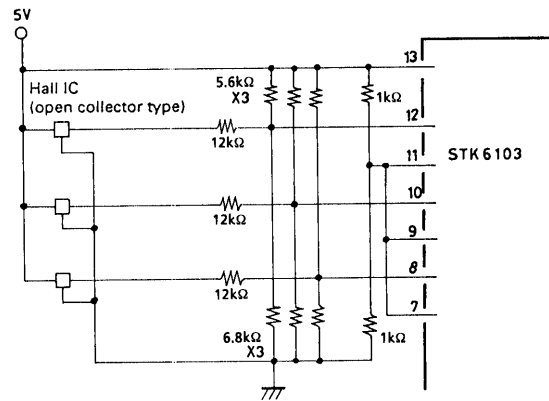 5V
13
Hall IC
(open collector type)
5.6kΩ
X3
1kΩ
12
12kΩ
11
STK6103
10
12kΩ
9
8
12kΩ
7
6.8kΩ
X3
1kΩ